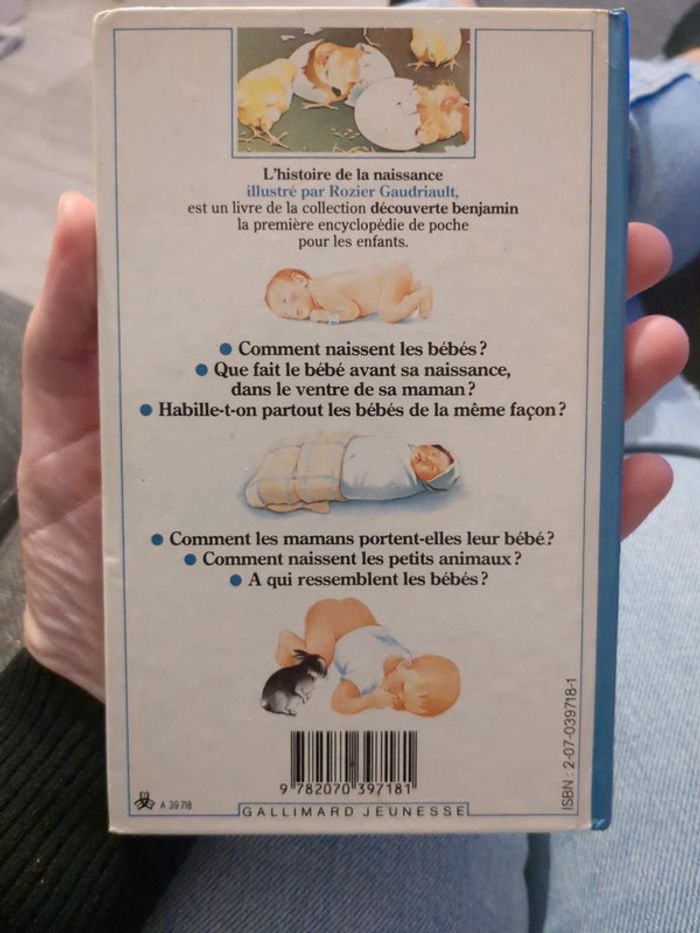 L'histoire de la naissance
illustré par Rozier Gaudriault,
est un livre de la collection découverte benjamin
la première encyclopédie de poche
pour les enfants.
● Comment naissent les bébés ?
● Que fait le bébé avant sa naissance,
dans le ventre de sa maman ?
● Habille-t-on partout les bébés de la même façon ?
● Comment les mamans portent-elles leur bébé ?
● Comment naissent les petits animaux ?
● A qui ressemblent les bébés ?
ISBN : 2-07-039718-1
9 782070 397181
A 39 718
GALLIMARD JEUNESSE